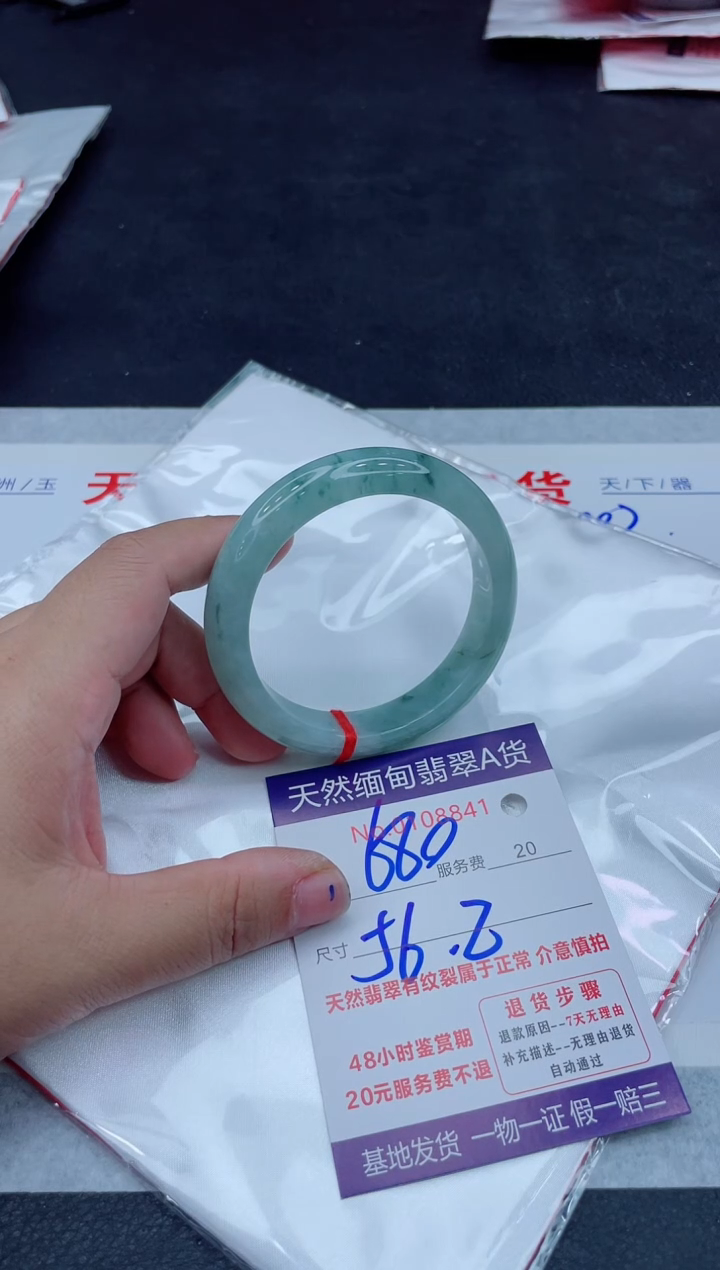 州/玉
天
货
天/下/器
天然缅甸翡翠A货
No.0108841
680
服务费 20
尺寸 56.2
天然翡翠有纹裂属于正常 介意慎拍
48小时鉴赏期
20元服务费不退
退货步骤
退款原因--7天无理由
补充描述--无理由退货
自动通过
基地发货 一物一证 假一赔三